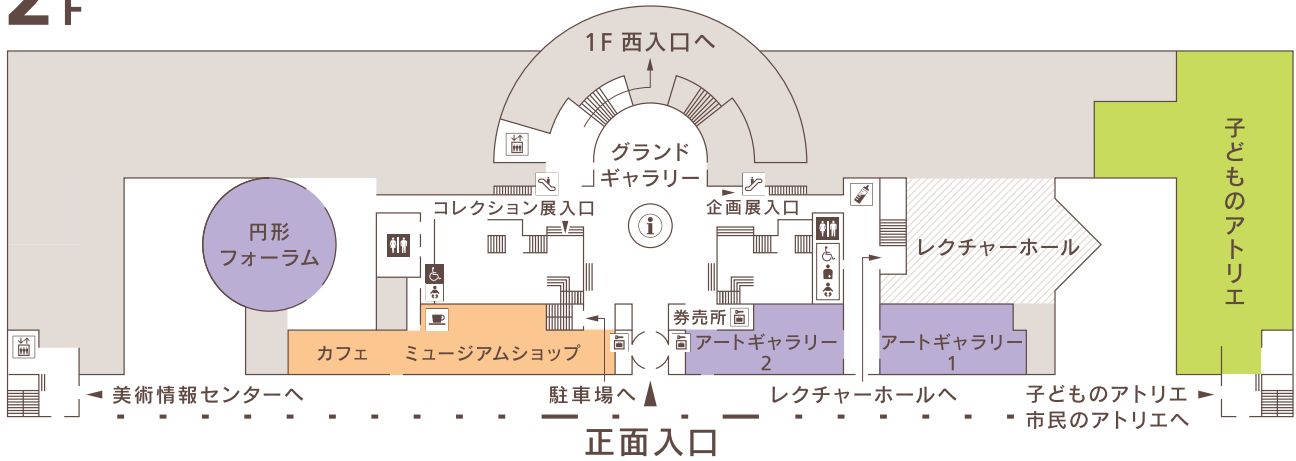 2F
1F 西入口へ
グランド
ギャラリー
コレクション展入口
企画展入口
円形
フォーラム
レクチャーホール
子どものアトリエ
券売所
カフェ
ミュージアムショップ
アートギャラリー
2
アートギャラリー
1
美術情報センターへ
駐車場へ
レクチャーホールへ
子どものアトリエ
市民のアトリエへ
正面入口